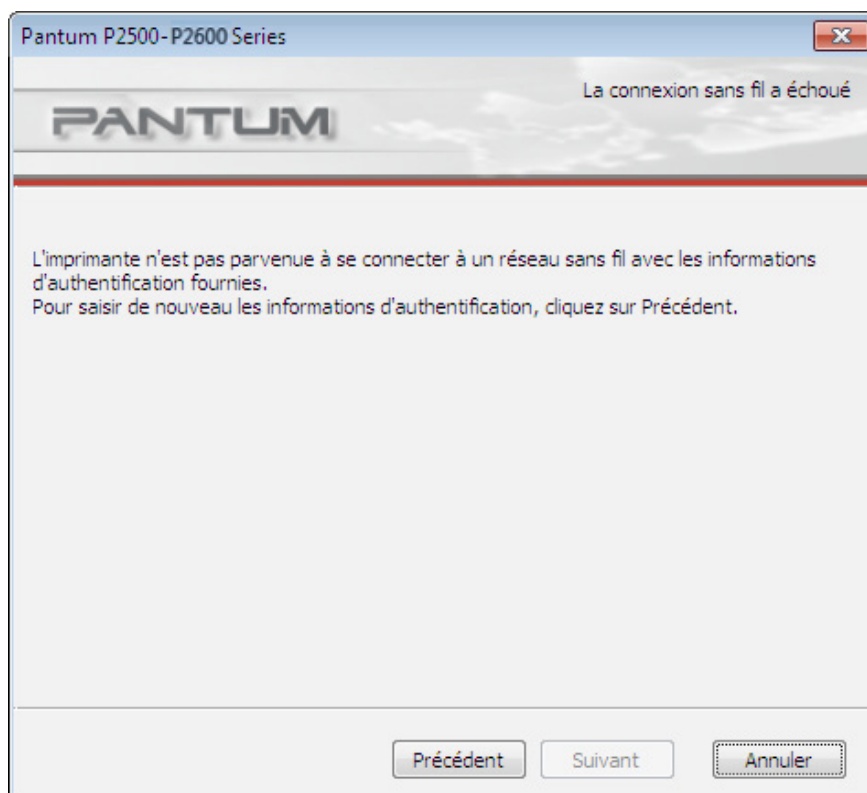 Pantum P2500-P2600 Series
La connexion sans fil a échoué
PANTUM
L'imprimante n'est pas parvenue à se connecter à un réseau sans fil avec les informations
d'authentification fournies.
Pour saisir de nouveau les informations d'authentification, cliquez sur Précédent.
Précédent
Suivant
Annuler